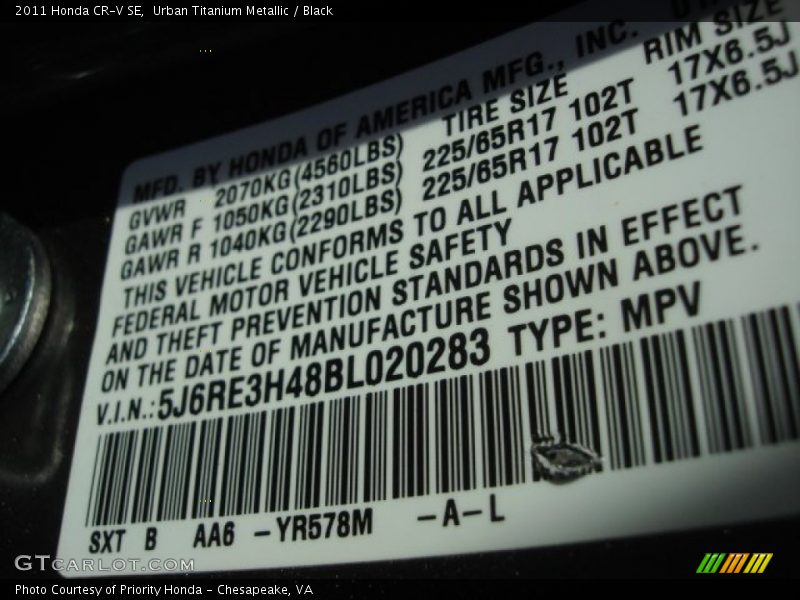 2011 Honda CR-V SE,  Urban Titanium Metallic / Black
MFD. BY HONDA OF AMERICA MFG., INC.
GVWR 2070KG(4560LBS) TIRE SIZE RIM SIZE
GAWR F 1050KG(2310LBS) 225/65R17 102T 17X6.5J
GAWR R 1040KG(2290LBS) 225/65R17 102T 17X6.5J
THIS VEHICLE CONFORMS TO ALL APPLICABLE
FEDERAL MOTOR VEHICLE SAFETY
AND THEFT PREVENTION STANDARDS IN EFFECT
ON THE DATE OF MANUFACTURE SHOWN ABOVE.
V.I.N.:5J6RE3H48BL020283 TYPE: MPV
SXT B AA6 -YR578M -A-L
GTCARLOT.COM
Photo Courtesy of Priority Honda - Chesapeake, VA